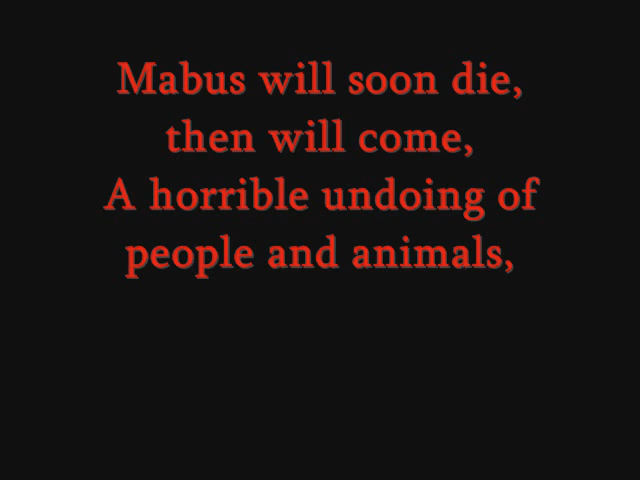 Mabus will soon die,
then will come,
A horrible undoing of
people and animals,